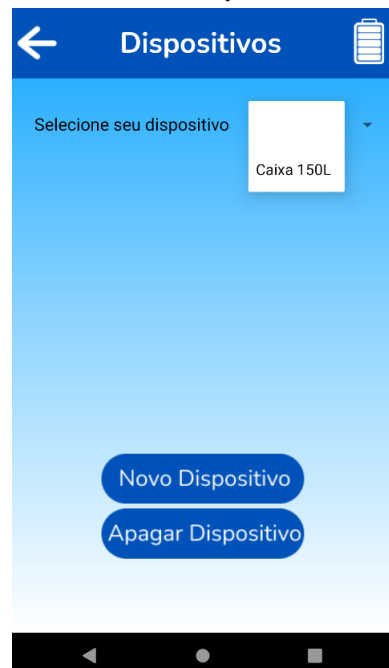 Dispositivos
Selecione seu dispositivo
Caixa 150L
Novo Dispositivo
Apagar Dispositivo